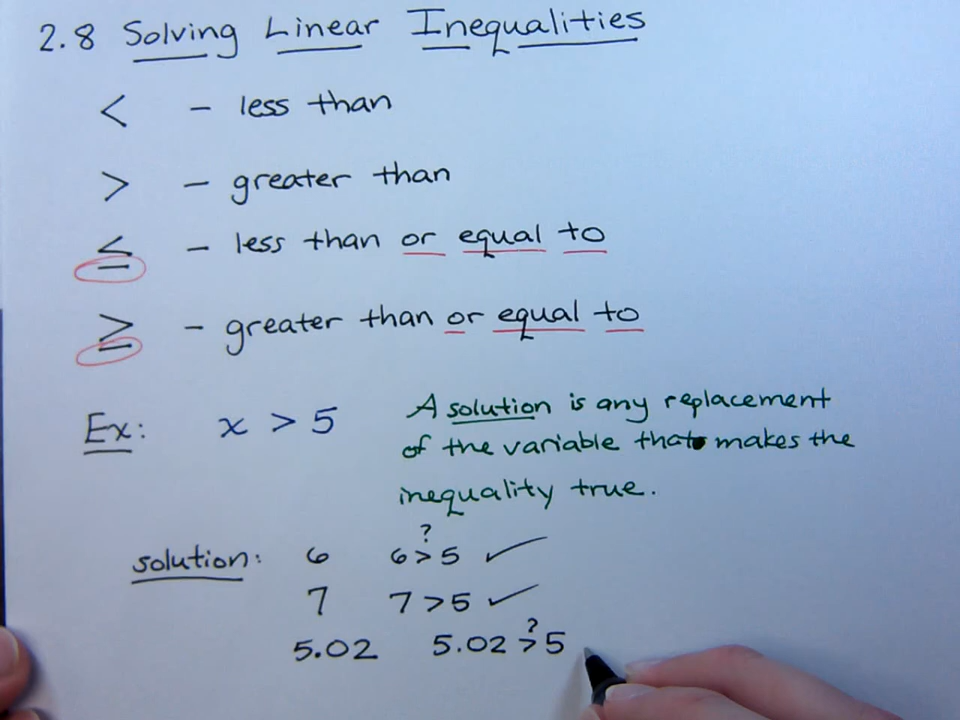 2.8 Solving Linear Inequalities
< - less than
> - greater than
≤ - less than or equal to
≥ - greater than or equal to
Ex: x > 5
A solution is any replacement
of the variable that makes the
inequality true.
?
solution: 6 6 > 5 ✓
7 7 > 5 ✓
?
5.02 5.02 > 5